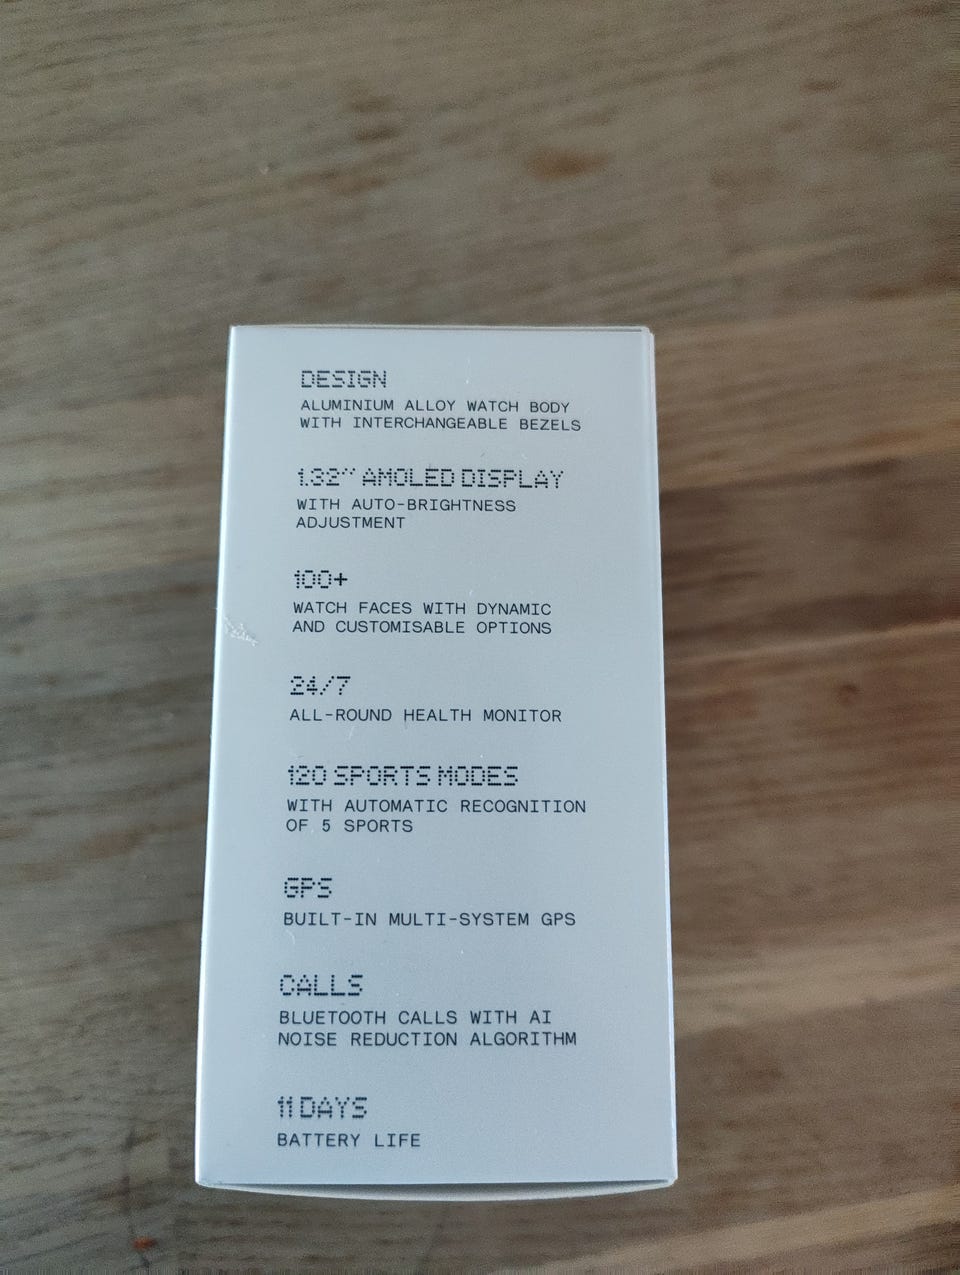 DESIGN
ALUMINIUM ALLOY WATCH BODY
WITH INTERCHANGEABLE BEZELS
1.32” AMOLED DISPLAY
WITH AUTO-BRIGHTNESS
ADJUSTMENT
100+
WATCH FACES WITH DYNAMIC
AND CUSTOMISABLE OPTIONS
24/7
ALL-ROUND HEALTH MONITOR
120 SPORTS MODES
WITH AUTOMATIC RECOGNITION
OF 5 SPORTS
GPS
BUILT-IN MULTI-SYSTEM GPS
CALLS
BLUETOOTH CALLS WITH AI
NOISE REDUCTION ALGORITHM
11 DAYS
BATTERY LIFE